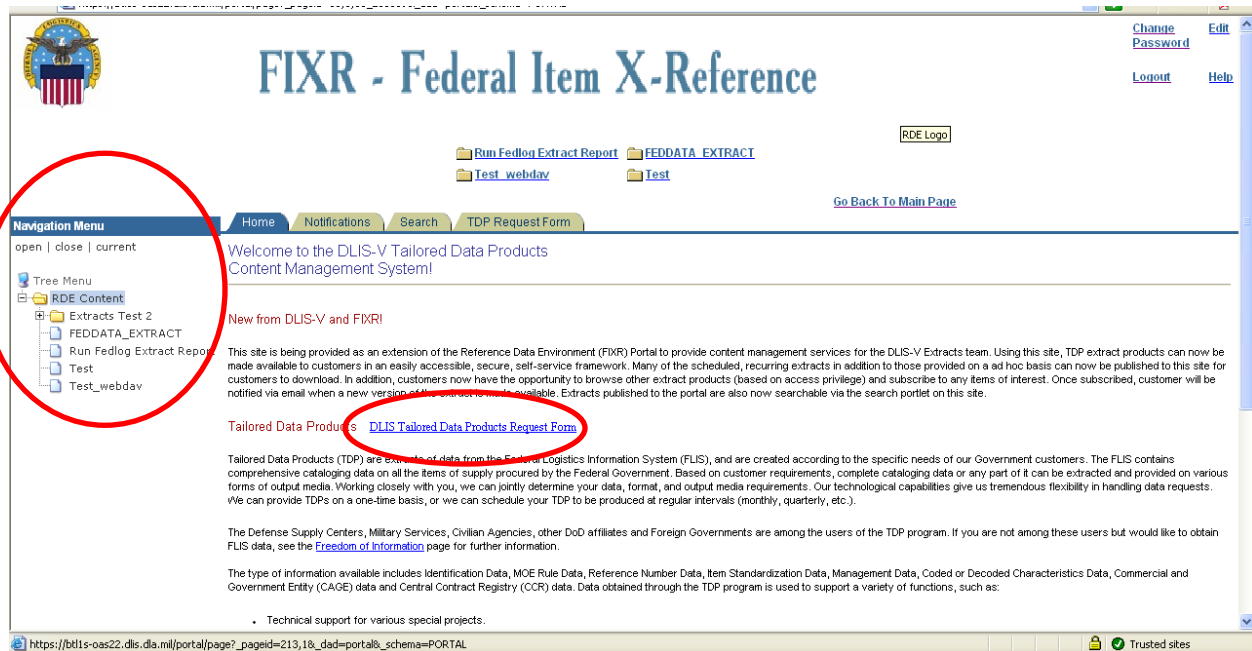 Change Password
Edit
FIXR - Federal Item X-Reference
Logout
Help
RDE Logo
Run Fedlog Extract Report
FEDDATA_EXTRACT
Test_webdav
Test
Go Back To Main Page
Navigation Menu
Home
Notifications
Search
TDP Request Form
open | close | current
Tree Menu
RDE Content
Extracts Test 2
FEDDATA_EXTRACT
Run Fedlog Extract Report
Test
Test_webdav
Welcome to the DLIS-V Tailored Data Products
Content Management System!
New from DLIS-V and FIXR!
This site is being provided as an extension of the Reference Data Environment (FIXR) Portal to provide content management services for the DLIS-V Extracts team. Using this site, TDP extract products can now be
made available to customers in an easily accessible, secure, self-service framework. Many of the scheduled, recurring extracts in addition to those provided on a ad hoc basis can now be published to this site for
customers to download. In addition, customers now have the opportunity to browse other extract products (based on access privilege) and subscribe to any items of interest. Once subscribed, customer will be
notified via email when a new version of the extract is made available. Extracts published to the portal are also now searchable via the search portlet on this site.
Tailored Data Products DLIS Tailored Data Products Request Form
Tailored Data Products (TDP) are extracts of data from the Federal Logistics Information System (FLIS), and are created according to the specific needs of our Government customers. The FLIS contains
comprehensive cataloging data on all the items of supply procured by the Federal Government. Based on customer requirements, complete cataloging data or any part of it can be extracted and provided on various
forms of output media. Working closely with you, we can jointly determine your data, format, and output media requirements. Our technological capabilities give us tremendous flexibility in handling data requests.
We can provide TDPs on a one-time basis, or we can schedule your TDP to be produced at regular intervals (monthly, quarterly, etc.).
The Defense Supply Centers, Military Services, Civilian Agencies, other DoD affiliates and Foreign Governments are among the users of the TDP program. If you are not among these users but would like to obtain
FLIS data, see the Freedom of Information page for further information.
The type of information available includes Identification Data, MOE Rule Data, Reference Number Data, Item Standardization Data, Management Data, Coded or Decoded Characteristics Data, Commercial and
Government Entity (CAGE) data and Central Contract Registry (CCR) data. Data obtained through the TDP program is used to support a variety of functions, such as:
• Technical support for various special projects.
https://btl1s-oas22.dlis.dla.mil/portal/page?_pageid=213,1&_dad=portal&_schema=PORTAL
Trusted sites